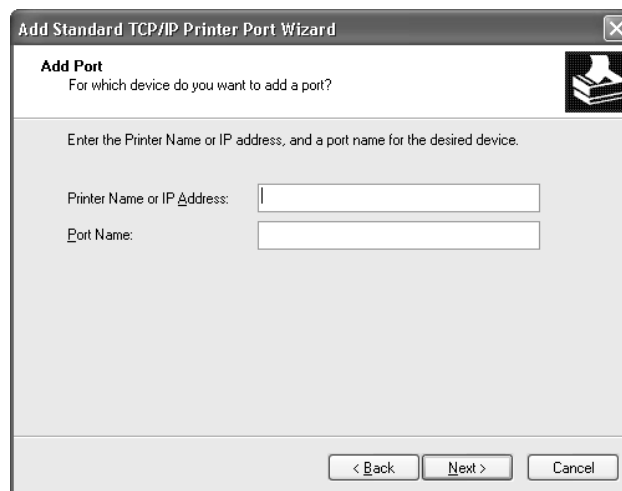 Add Standard TCP/IP Printer Port Wizard
Add Port
For which device do you want to add a port?
Enter the Printer Name or IP address, and a port name for the desired device.
Printer Name or IP Address:
Port Name:
< Back
Next >
Cancel